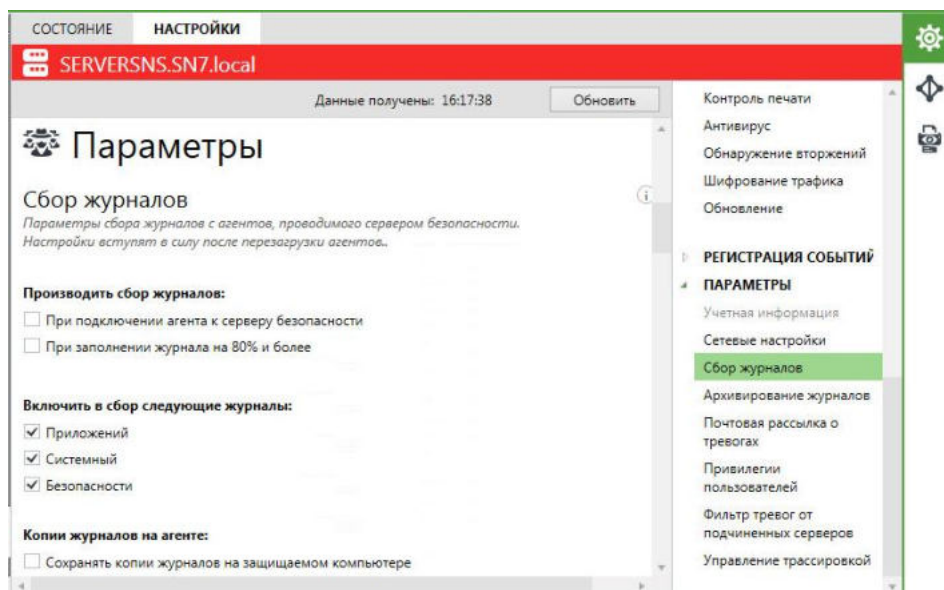 СОСТОЯНИЕ
НАСТРОЙКИ
SERVERSNS.SN7.local
Данные получены: 16:17:38
Обновить
Параметры
Сбор журналов
Параметры сбора журналов с агентов, проводимого сервером безопасности.
Настройки вступят в силу после перезагрузки агентов..
Производить сбор журналов:
При подключении агента к серверу безопасности
При заполнении журнала на 80% и более
Включить в сбор следующие журналы:
Приложений
Системный
Безопасности
Копии журналов на агенте:
Сохранять копии журналов на защищаемом компьютере
Контроль печати
Антивирус
Обнаружение вторжений
Шифрование трафика
Обновление
РЕГИСТРАЦИЯ СОБЫТИЙ
ПАРАМЕТРЫ
Учетная информация
Сетевые настройки
Сбор журналов
Архивирование журналов
Почтовая рассылка о
тревогах
Привилегии
пользователей
Фильтр тревог от
подчиненных серверов
Управление трассировкой